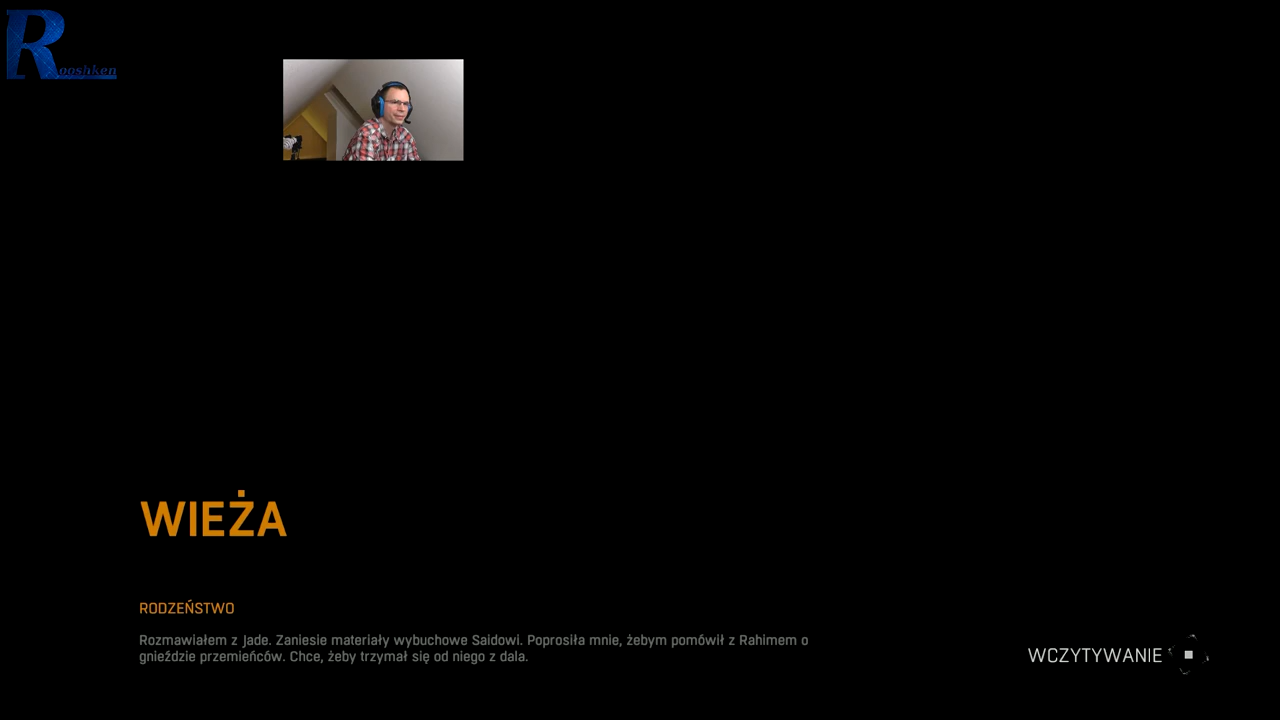 Rooshken
WIEŻA
RODZEŃSTWO
Rozmawiałem z Jade. Zaniesie materiały wybuchowe Saidowi. Poprosiła mnie, żebym pomówił z Rahimem o
gnieździe przemieńców. Chce, żeby trzymał się od niego z dala.
WCZYTYWANIE